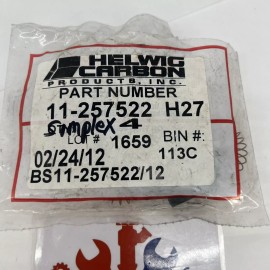 HELWIG
CARBON
PRODUCTS, INC.
PART NUMBER
11-257522 H27
simplex 4
LOT # 1659 BIN #:
02/24/12 113C
BS11-257522/12